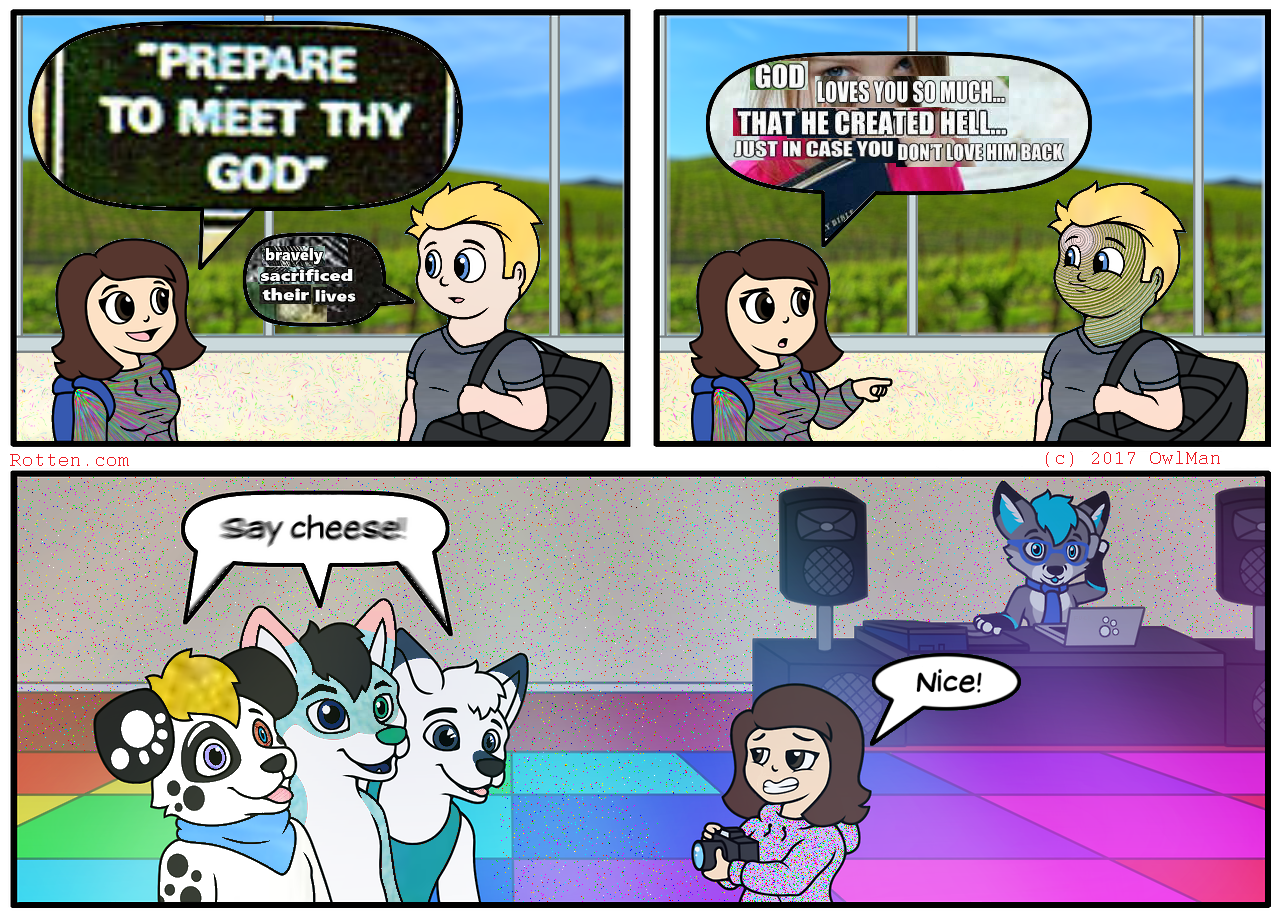 "PREPARE
TO MEET THY
GOD"
bravely
sacrificed
their lives
GOD
LOVES YOU SO MUCH...
THAT HE CREATED HELL...
JUST IN CASE YOU DON'T LOVE HIM BACK
Y BIBLE
Rotten.com
(c) 2017 OwlMan
Say cheese!
Nice!